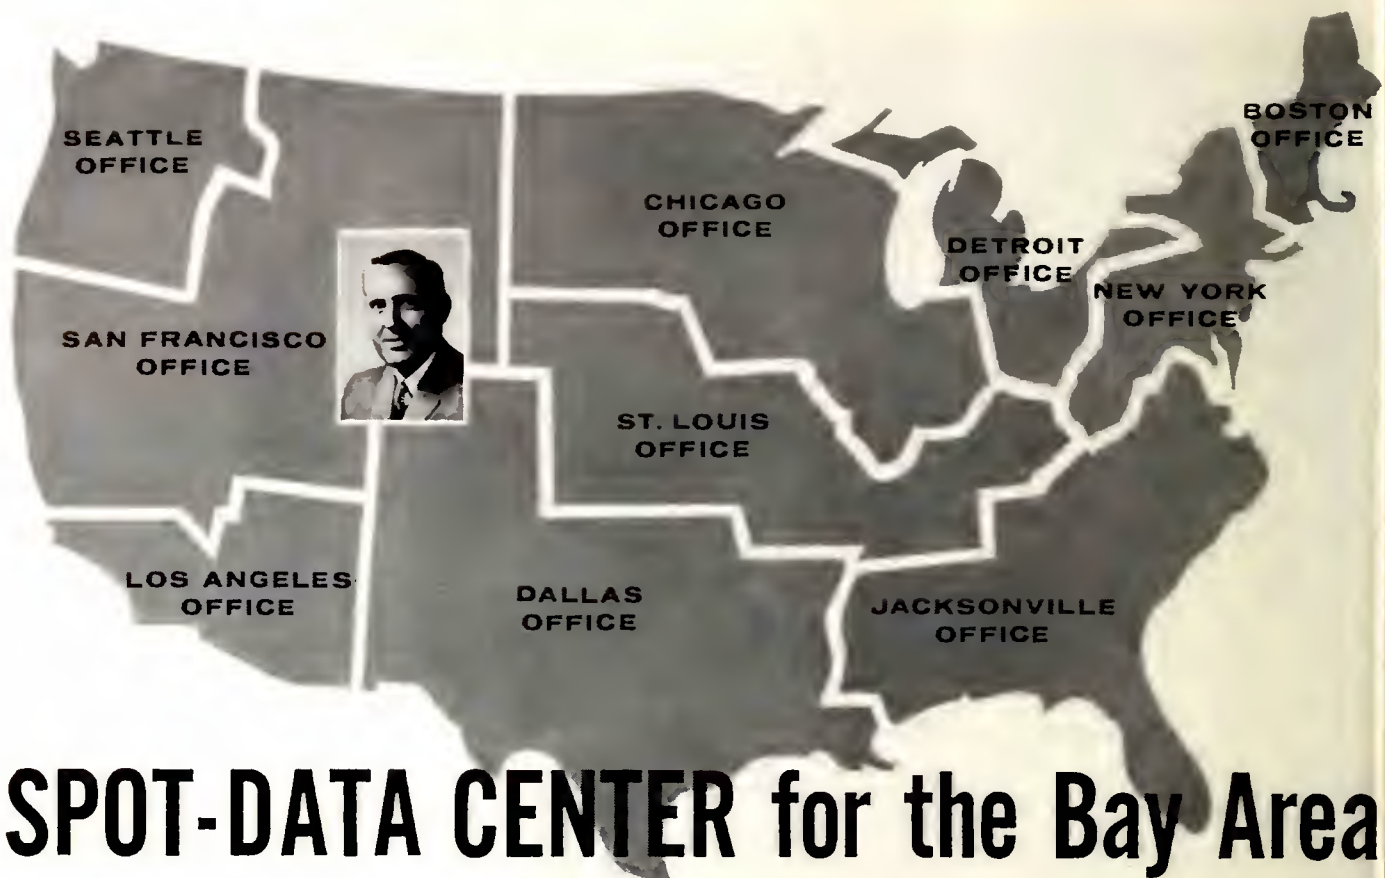 BOSTON
OFFICE
SEATTLE
OFFICE
CHICAGO
OFFICE
DETROIT
OFFICE
NEW YORK
OFFICE
SAN FRANCISCO
OFFICE
ST. LOUIS
OFFICE
LOS ANGELES
OFFICE
DALLAS
OFFICE
JACKSONVILLE
OFFICE
SPOT-DATA CENTER for the Bay Area